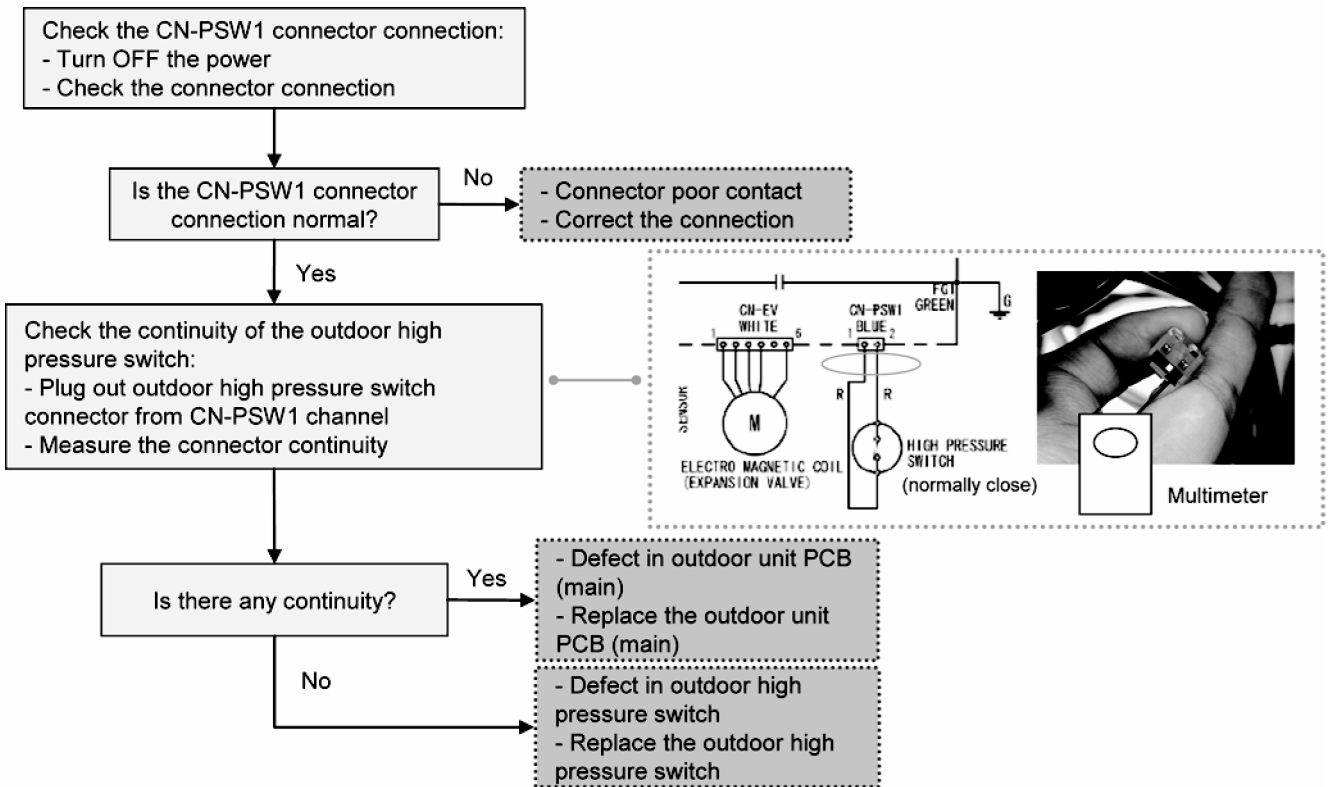 Check the CN-PSW1 connector connection:
- Turn OFF the power
- Check the connector connection
Is the CN-PSW1 connector
connection normal?
No
- Connector poor contact
- Correct the connection
Yes
Check the continuity of the outdoor high
pressure switch:
- Plug out outdoor high pressure switch
connector from CN-PSW1 channel
- Measure the connector continuity
FG1
GREEN
G
CN-EV
WHITE
1
6
CN-PSW1
BLUE
1
2
SENSOR
M
R
R
ELECTRO MAGNETIC COIL
(EXPANSION VALVE)
HIGH PRESSURE
SWITCH
(normally close)
Multimeter
Is there any continuity?
Yes
- Defect in outdoor unit PCB
(main)
- Replace the outdoor unit
PCB (main)
No
- Defect in outdoor high
pressure switch
- Replace the outdoor high
pressure switch